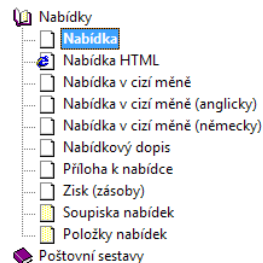 Nabídky
Nabídka
Nabídka HTML
Nabídka v cizí měně
Nabídka v cizí měně (anglicky)
Nabídka v cizí měně (německy)
Nabídkový dopis
Příloha k nabídce
Zisk (zásoby)
Soupiska nabídek
Položky nabídek
Poštovní sestavy